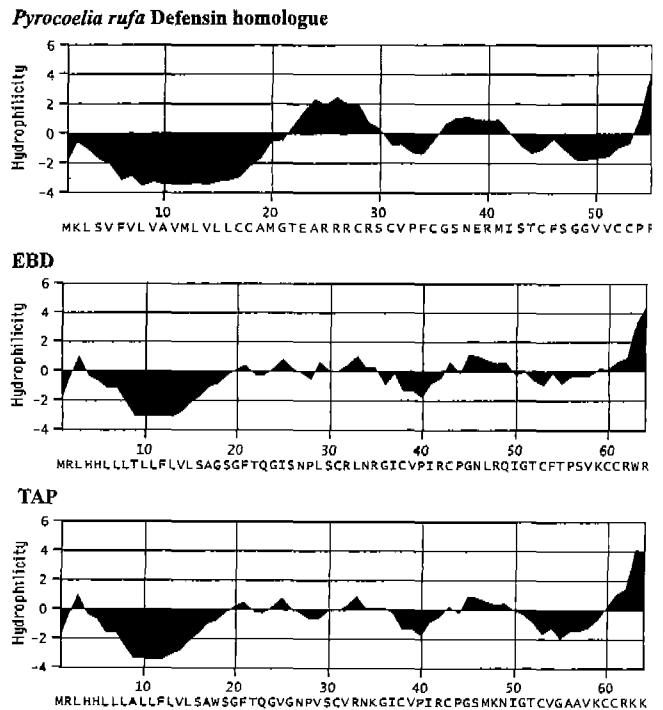 Pyrocoelia rufa Defensin homologue
6
4
2
0
-2
-4
Hydrophilicity
10 20 30 40 50
MKLSVFVLVAVMLVLLCCAMGTEARRRCRSCVPFCGSNERMISTCFSGGVVCCPR
EBD
6
4
2
0
-2
-4
Hydrophilicity
10 20 30 40 50 60
MRLHHLLLTLLFLVLSAGSGFTQGISNPLSCRLNRGICVPIRCPGNLRQIGTCFTPSVKCCRWR
TAP
6
4
2
0
-2
-4
Hydrophilicity
10 20 30 40 50 60
MRLHHLLLALLFLVLSAWSGFTQGVGNPVSCVRNKGICVPIRCPGSMKNIGTCVGAAVKCCRKK